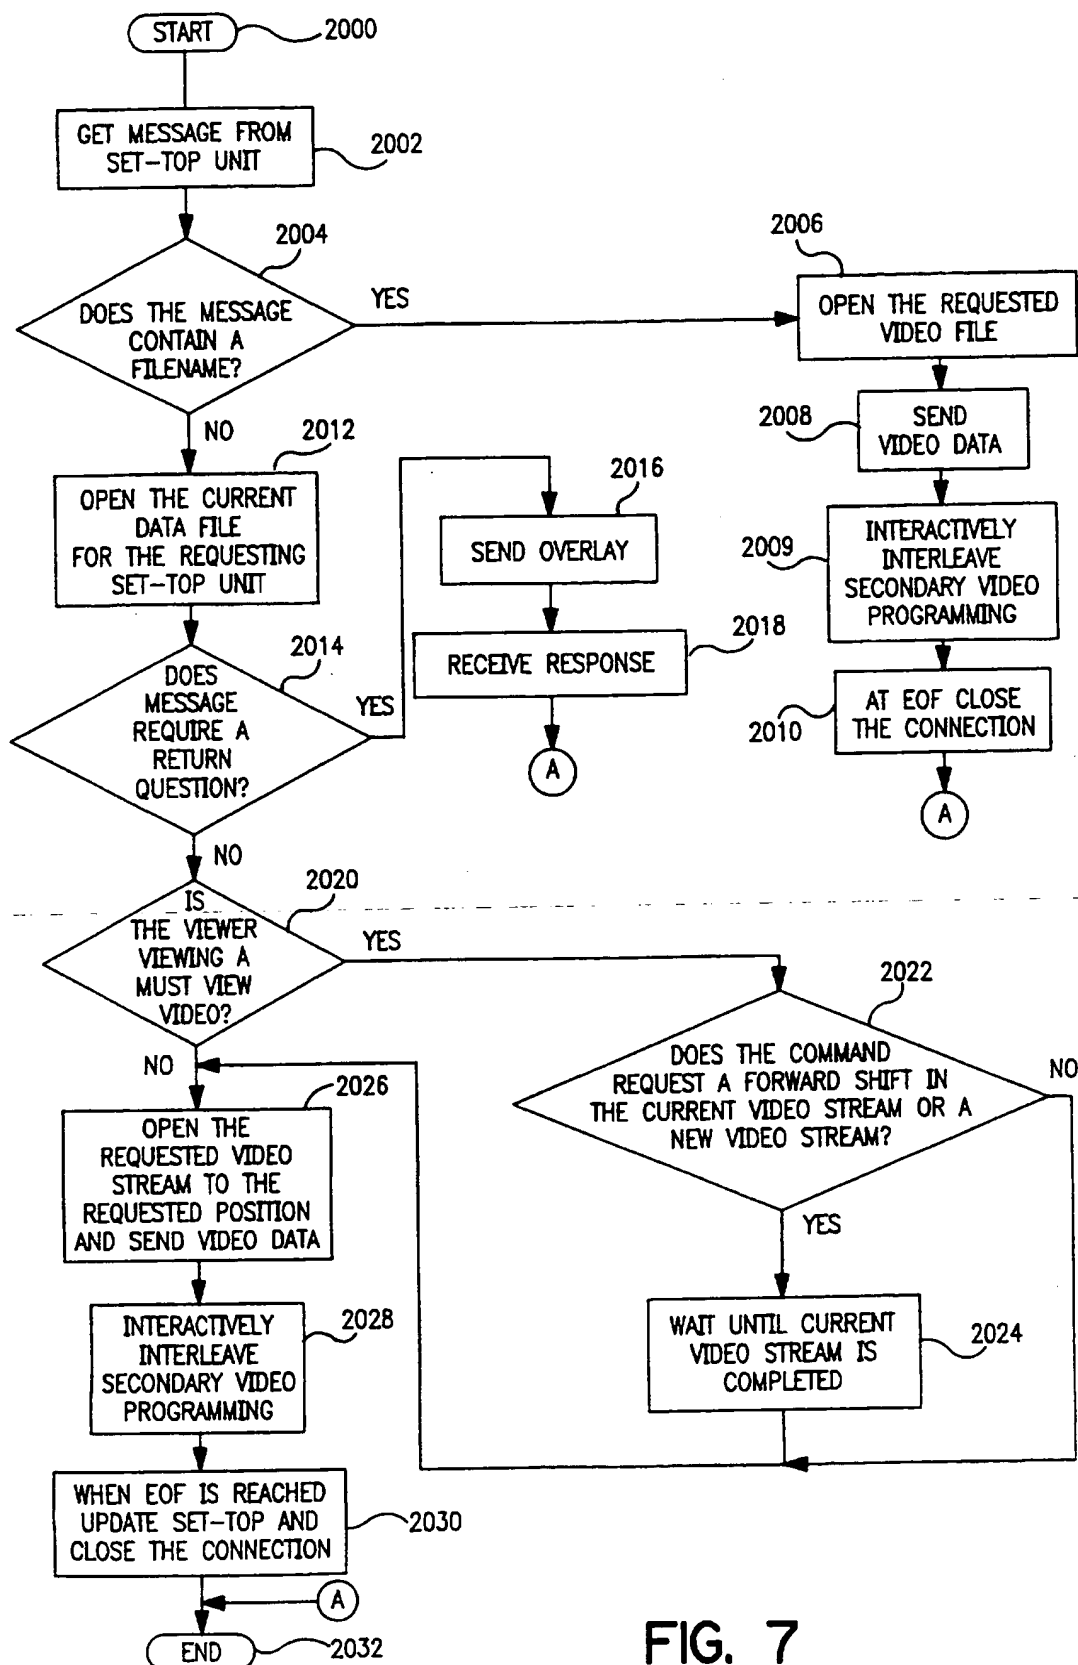 START
2000
GET MESSAGE FROM
SET-TOP UNIT
2002
2004
DOES THE MESSAGE
CONTAIN A
FILENAME?
YES
2006
OPEN THE REQUESTED
VIDEO FILE
2008
SEND
VIDEO DATA
2009
INTERACTIVELY
INTERLEAVE
SECONDARY VIDEO
PROGRAMMING
2010
AT EOF CLOSE
THE CONNECTION
A
NO
2012
OPEN THE CURRENT
DATA FILE
FOR THE REQUESTING
SET-TOP UNIT
2014
DOES
MESSAGE
REQUIRE A
RETURN
QUESTION?
YES
2016
SEND OVERLAY
2018
RECEIVE RESPONSE
A
NO
2020
IS
THE VIEWER
VIEWING A
MUST VIEW
VIDEO?
YES
2022
DOES THE COMMAND
REQUEST A FORWARD SHIFT IN
THE CURRENT VIDEO STREAM OR A
NEW VIDEO STREAM?
NO
YES
WAIT UNTIL CURRENT
VIDEO STREAM IS
COMPLETED
2024
NO
2026
OPEN THE
REQUESTED VIDEO
STREAM TO THE
REQUESTED POSITION
AND SEND VIDEO DATA
INTERACTIVELY
INTERLEAVE
SECONDARY VIDEO
PROGRAMMING
2028
WHEN EOF IS REACHED
UPDATE SET-TOP AND
CLOSE THE CONNECTION
2030
A
END
2032
FIG. 7